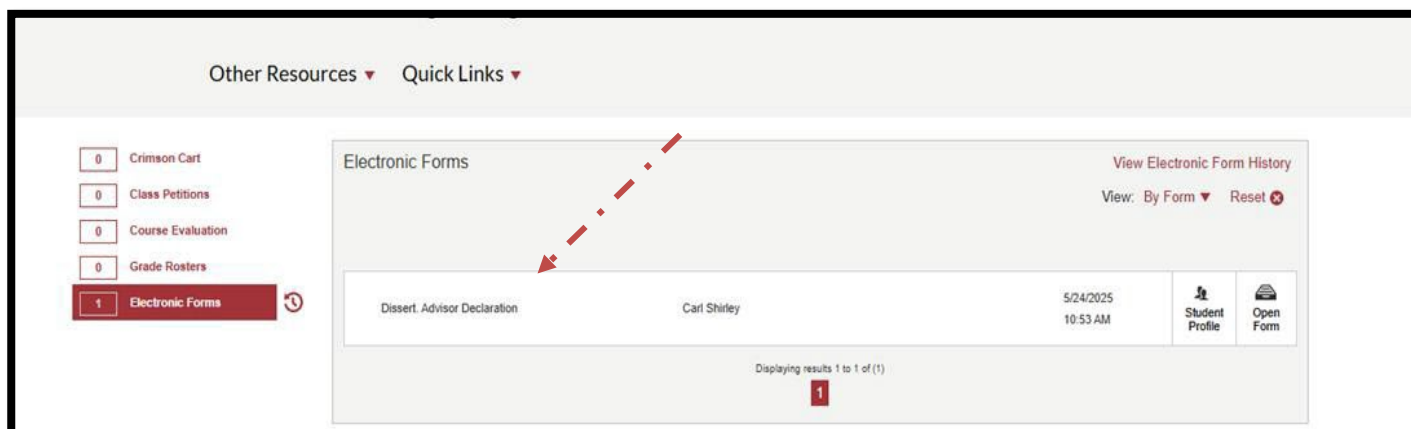 Other Resources ▼ Quick Links ▼
0 Crimson Cart
0 Class Petitions
0 Course Evaluation
0 Grade Rosters
1 Electronic Forms
Electronic Forms
View Electronic Form History
View: By Form ▼ Reset
Dissert. Advisor Declaration Carl Shirley 5/24/2025
10:53 AM
Student
Profile
Open
Form
Displaying results 1 to 1 of (1)
1